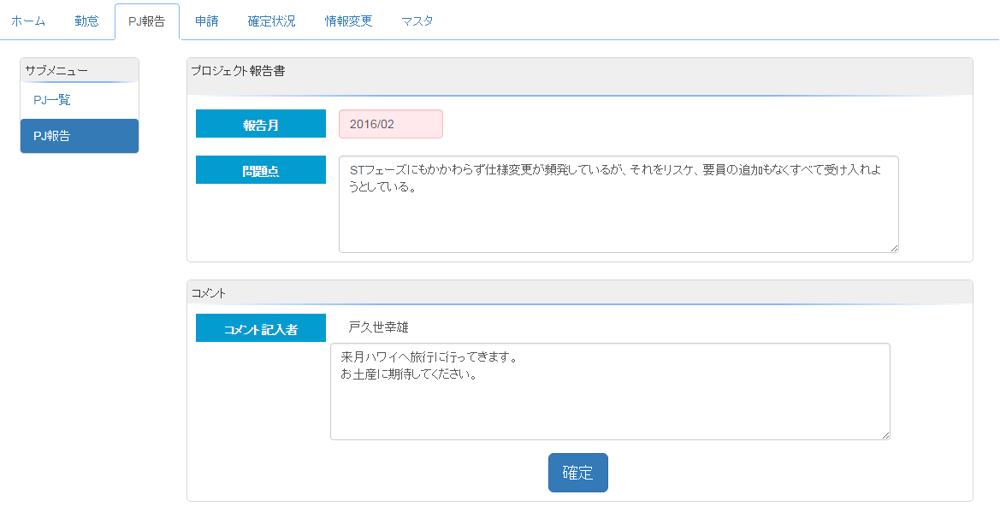 ホーム 勤怠 PJ報告 申請 確定状況 情報変更 マスタ
サブメニュー
PJ一覧
PJ報告
プロジェクト報告書
報告月 2016/02
問題点
STフェーズにもかかわらず仕様変更が頻発しているが、それをリスケ、要員の追加もなくすべて受け入れよ
うとしている。
コメント
コメント記入者 戸久世幸雄
来月ハワイへ旅行に行ってきます。
お土産に期待してください。
確定